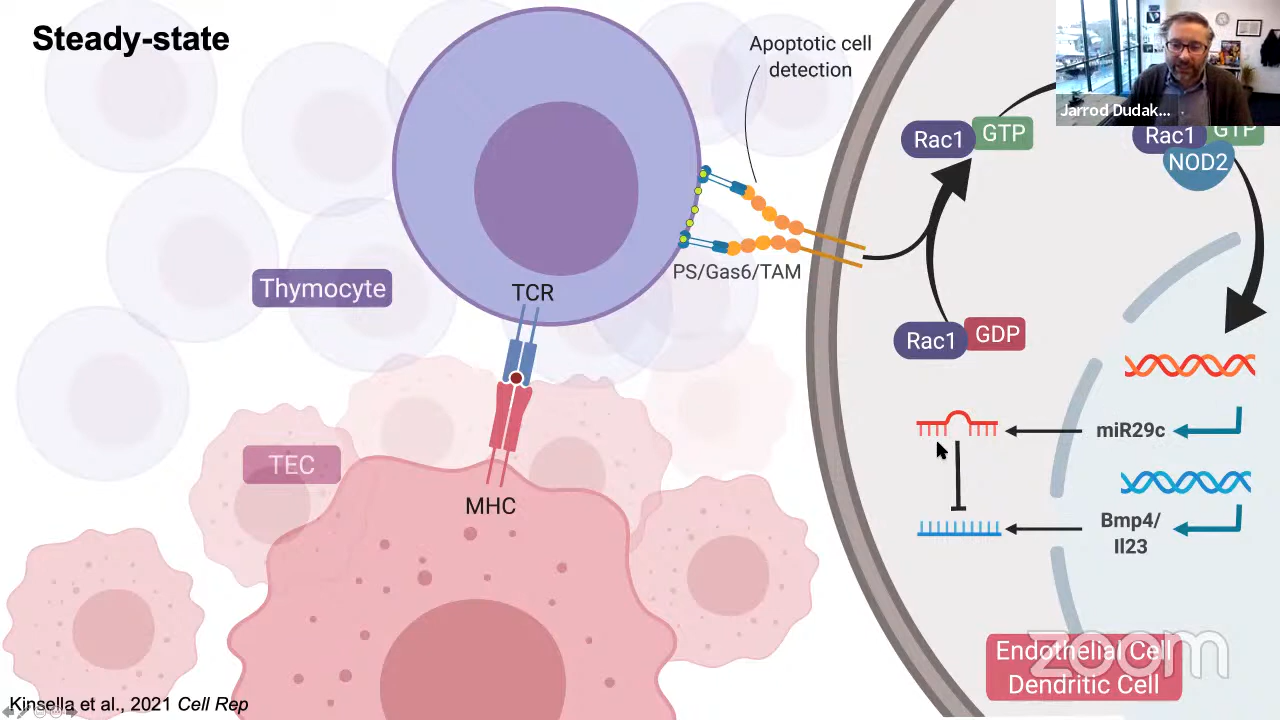 Steady-state
Apoptotic cell
detection
Jarrod Dudak...
Rac1
GTP
Rac1
GTP
NOD2
Thymocyte
PS/Gas6/TAM
TCR
Rac1
GDP
miR29c
TEC
MHC
Bmp4/
Il23
zoom
Endothelial Cell
Dendritic Cell
Kinsella et al., 2021 Cell Rep